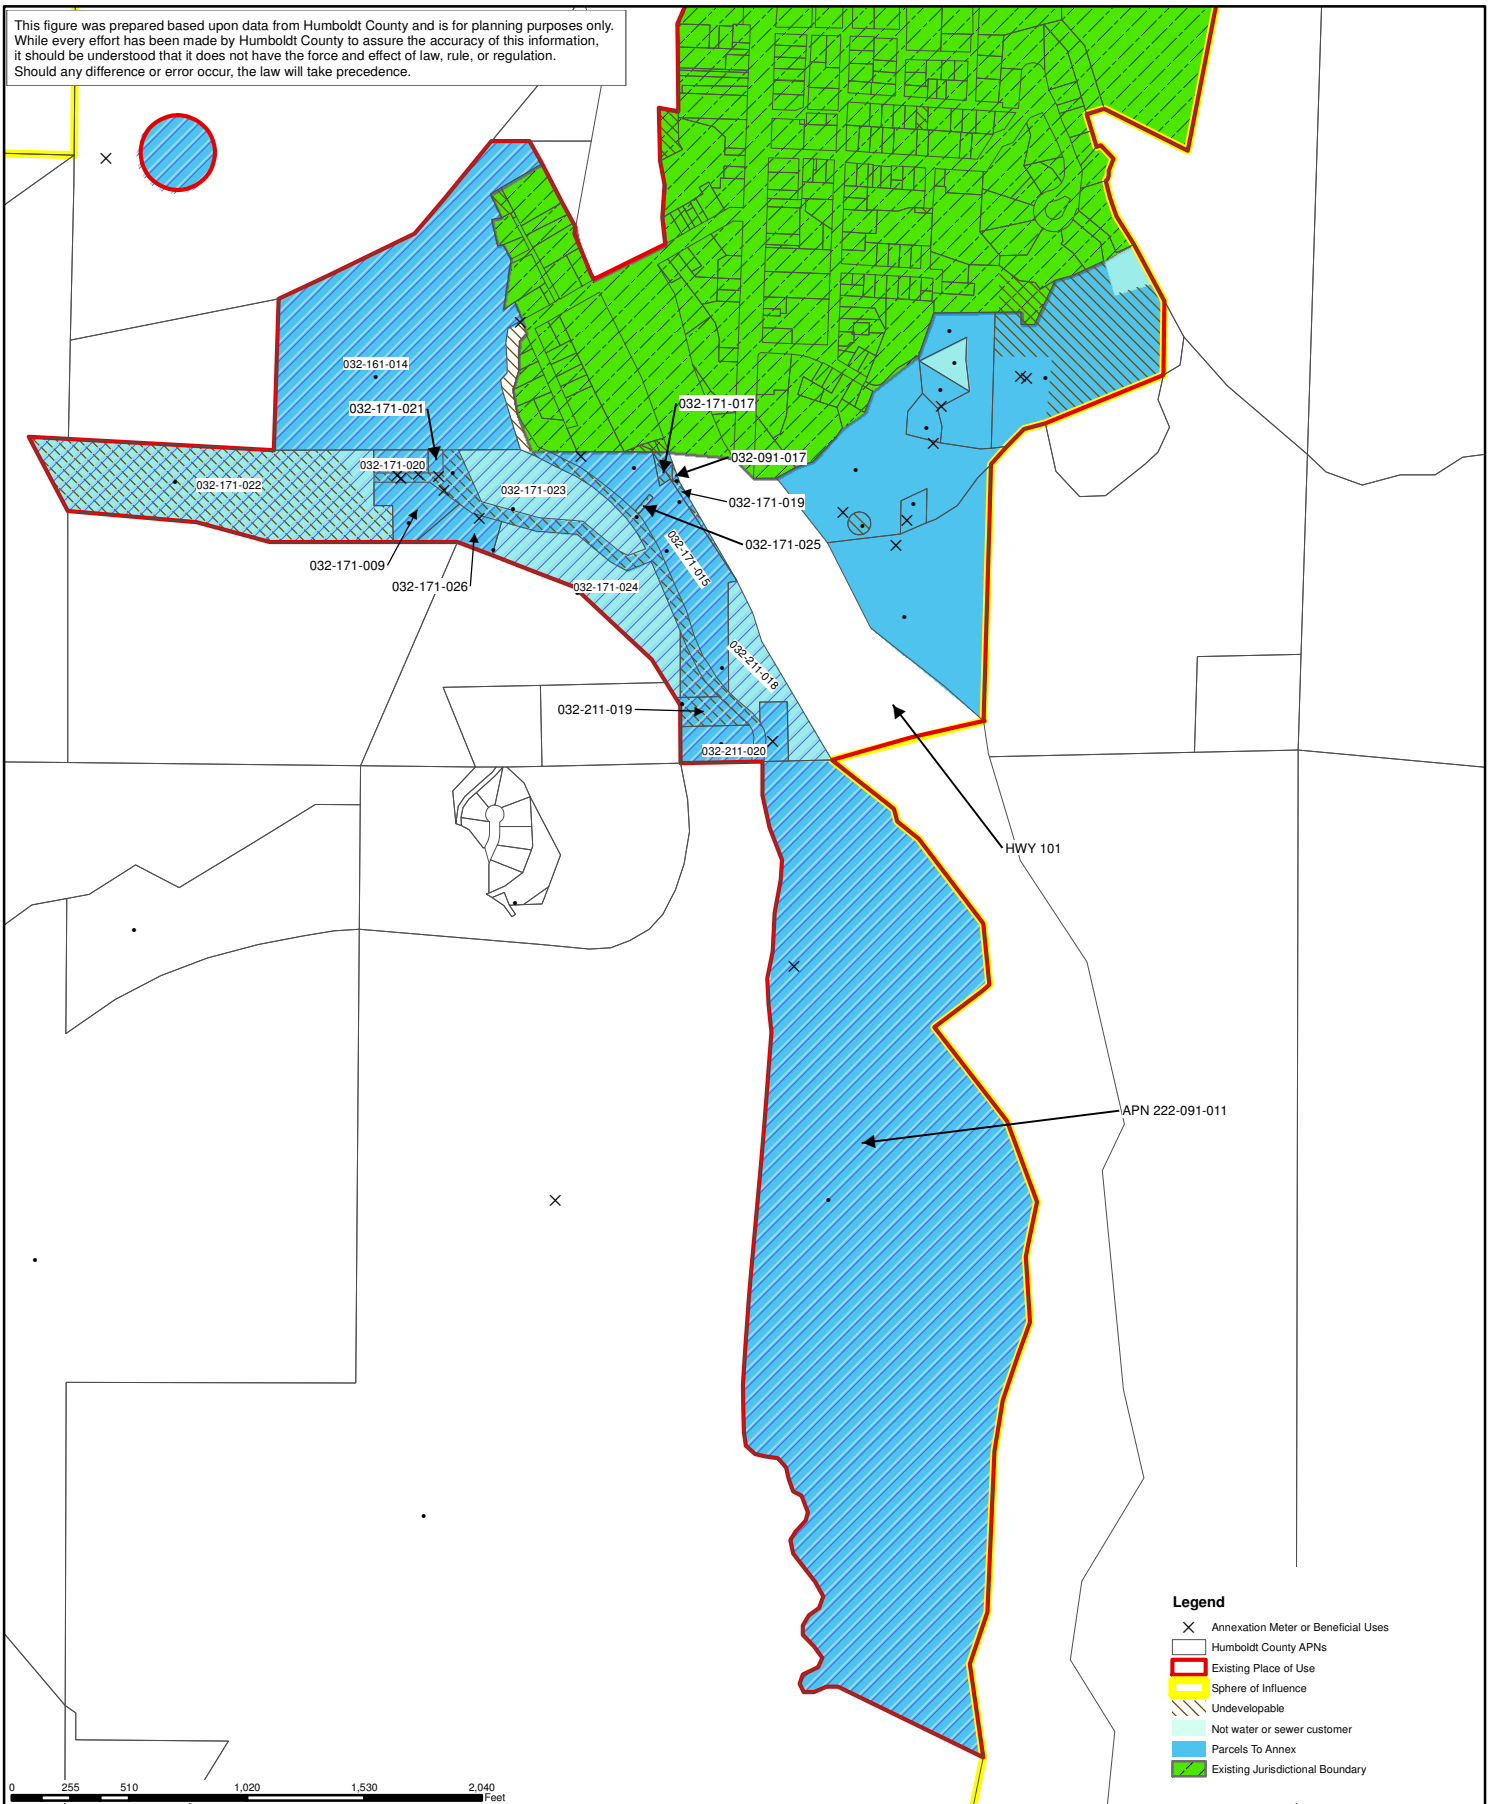 This figure was prepared based upon data from Humboldt County and is for planning purposes only.
While every effort has been made by Humboldt County to assure the accuracy of this information,
it should be understood that it does not have the force and effect of law, rule, or regulation.
Should any difference or error occur, the law will take precedence.
032-161-014
032-171-021
032-171-017
032-091-017
032-171-020
032-171-022
032-171-023
032-171-019
032-171-025
032-171-015
032-171-009
032-171-026
032-171-024
032-211-018
032-211-019
032-211-020
HWY 101
APN 222-091-011
Legend
Annexation Meter or Beneficial Uses
Humboldt County APNs
Existing Place of Use
Sphere of Influence
Undevelopable
Not water or sewer customer
Parcels To Annex
Existing Jurisdictional Boundary
0 255 510 1,020 1,530 2,040
Feet